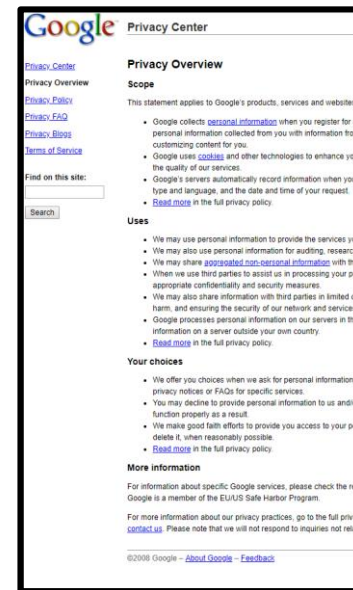 Google Privacy Center
Privacy Center
Privacy Overview
Privacy Policy
Privacy FAQ
Privacy Blogs
Terms of Service
Find on this site:
Search
Privacy Overview
Scope
This statement applies to Google's products, services and websites
Google collects personal information when you register for
personal information collected from you with information
customizing content for you.
Google uses cookies and other technologies to enhance
the quality of our services.
Google's servers automatically record information when
type and language, and the date and time of your request.
Read more in the full privacy policy.
Uses
We may use personal information to provide the services
We may also use personal information for auditing,
We may share aggregated non-personal information with
When we use third parties to assist us in processing your
appropriate confidentiality and security measures.
We may also share information with third parties in limited
harm, and ensuring the security of our network and
Google processes personal information on our servers in
information on a server outside your own country.
Read more in the full privacy policy.
Your choices
We offer you choices when we ask for personal information
privacy notices or FAQs for specific services.
You may decline to provide personal information to us
function properly as a result.
We make good faith efforts to provide you access to your
delete it, when reasonably possible.
Read more in the full privacy policy.
More information
For information about specific Google services, please check the
Google is a member of the EU/US Safe Harbor Program.
For more information about our privacy practices, go to the full
contact us. Please note that we will not respond to inquiries not
©2008 Google – About Google – Feedback